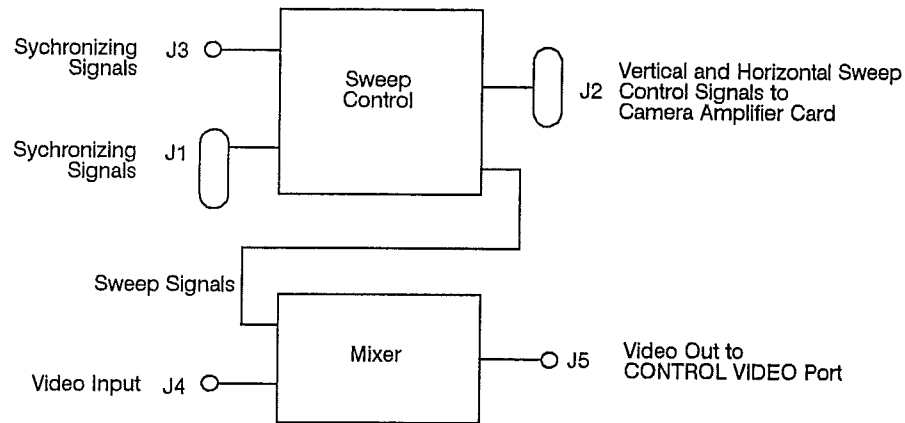 Sychronizing
Signals
J3
Sweep
Control
J2
Vertical and Horizontal Sweep
Control Signals to
Camera Amplifier Card
Sychronizing
Signals
J1
Sweep Signals
Mixer
Video Input
J4
J5
Video Out to
CONTROL VIDEO Port